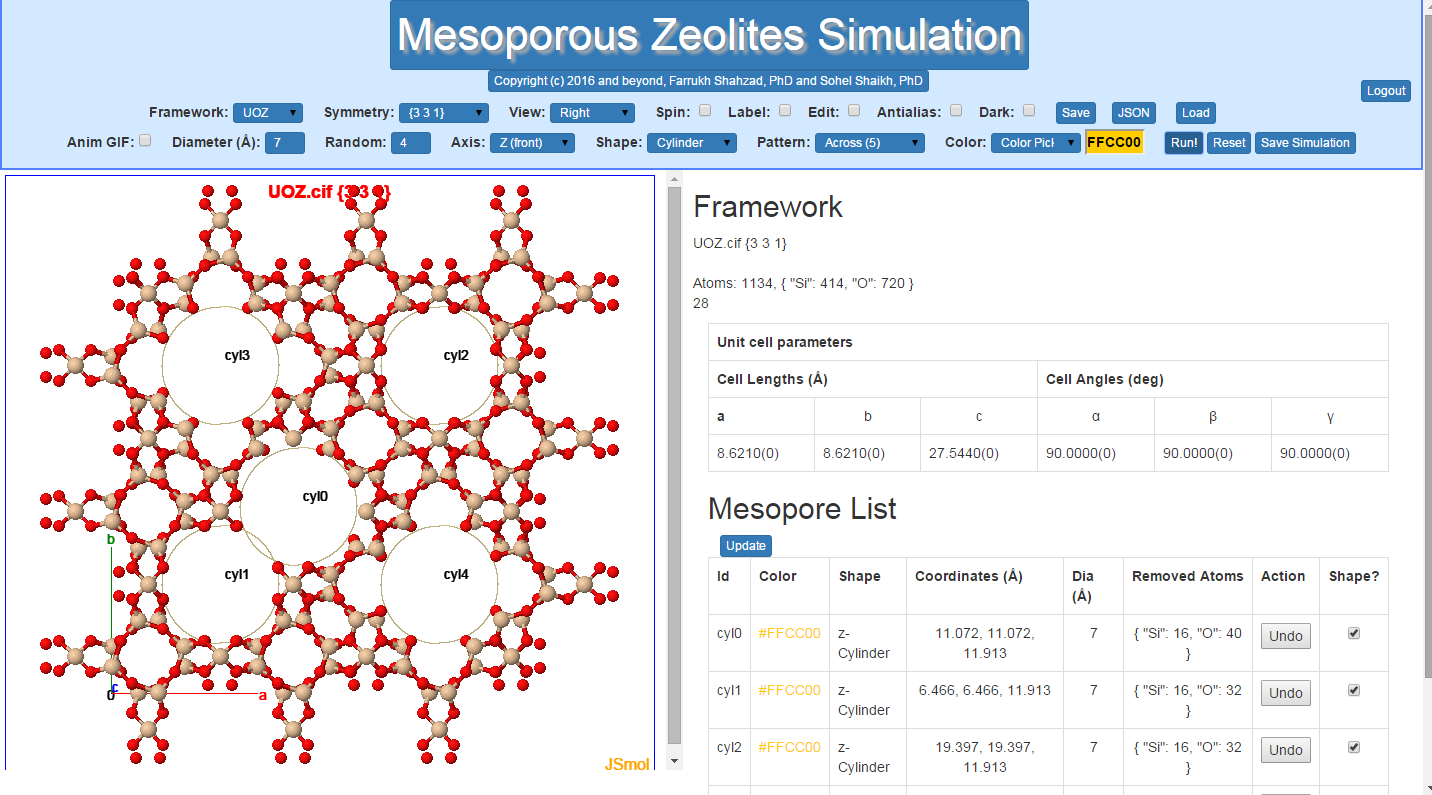 Mesoporous Zeolites Simulation
Copyright (c) 2016 and beyond, Farrukh Shahzad, PhD and Sohel Shaikh, PhD
Logout
Framework: UOZ Symmetry: {3 3 1} View: Right Spin: Label: Edit: Antialias: Dark: Save JSON Load
Anim GIF: Diameter (Å): 7 Random: 4 Axis: Z (front) Shape: Cylinder Pattern: Across (5) Color: Color Pick FFCC00 Run! Reset Save Simulation
UOZ.cif {3 3 1}
cyl3
cyl2
cyl0
cyl1
cyl4
b
0
c
a
JSmol
Framework
UOZ.cif {3 3 1}
Atoms: 1134, { "Si": 414, "O": 720 }
28
Unit cell parameters
Cell Lengths (Å) Cell Angles (deg)
a b c α β γ
8.6210(0) 8.6210(0) 27.5440(0) 90.0000(0) 90.0000(0) 90.0000(0)
Mesopore List
Update
Id Color Shape Coordinates (Å) Dia Removed Atoms Action Shape?
(Å)
cyl0 #FFCC00 z- 11.072, 11.072, 7 { "Si": 16, "O": 40 Undo
Cylinder 11.913 }
cyl1 #FFCC00 z- 6.466, 6.466, 11.913 7 { "Si": 16, "O": 32 Undo
Cylinder }
cyl2 #FFCC00 z- 19.397, 19.397, 7 { "Si": 16, "O": 32 Undo
Cylinder 11.913 }